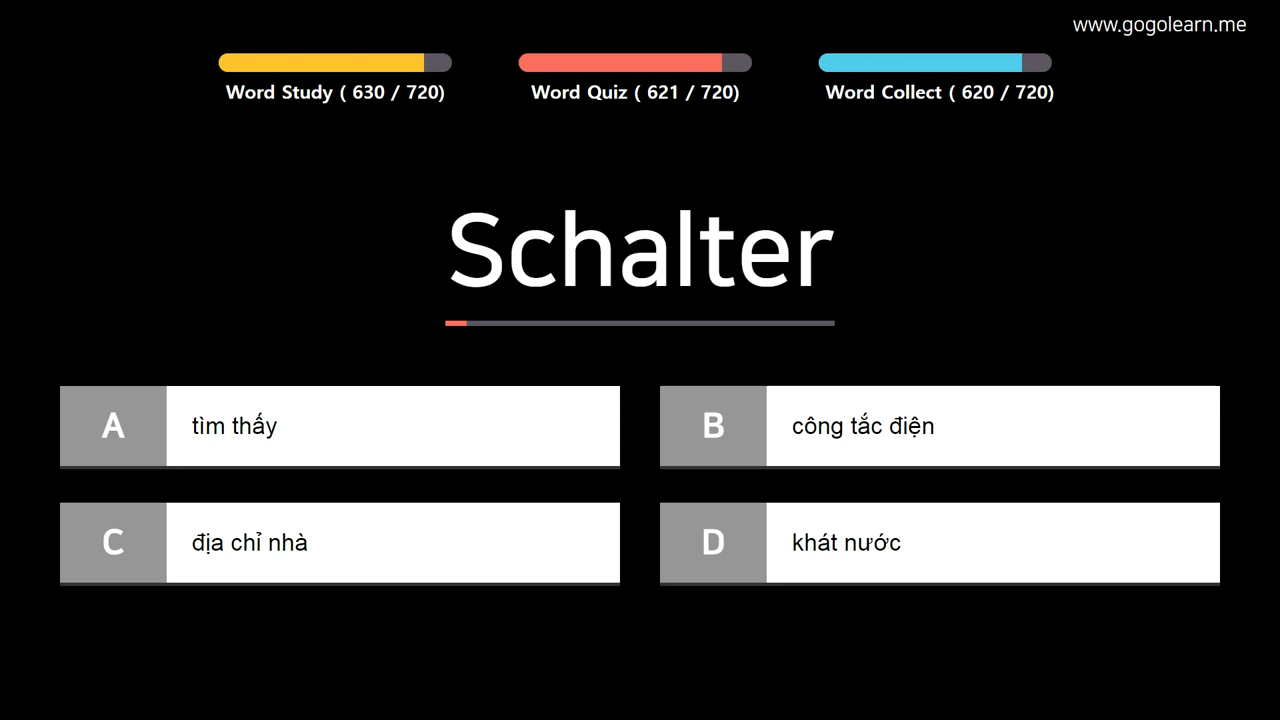 www.gogolearn.me
Word Study ( 630 / 720)
Word Quiz ( 621 / 720)
Word Collect ( 620 / 720)
Schalter
A
tìm thấy
B
công tắc điện
C
địa chỉ nhà
D
khát nước